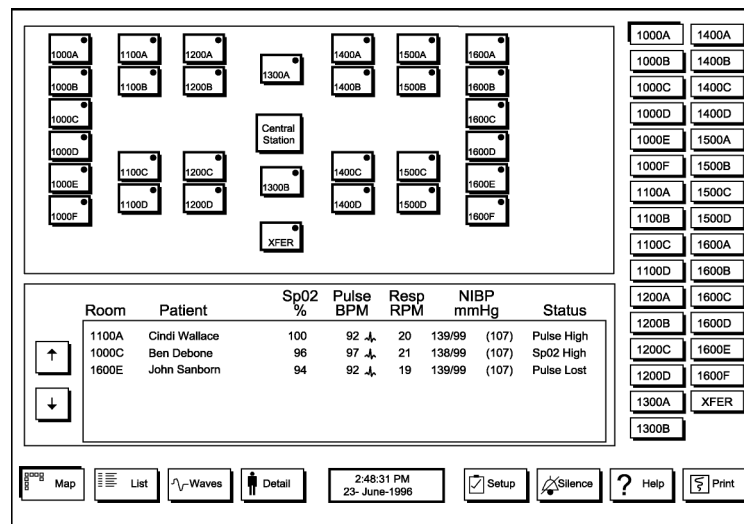 1000A 1100A 1200A 1300A 1400A 1500A 1600A
1000B 1100B 1200B 1400B 1500B 1600B
1000C 1600C
Central
Station
1000D 1600D
1000E 1100C 1200C 1300B 1400C 1500C 1600E
1000F 1100D 1200D 1400D 1500D 1600F
XFER
1000A 1400A
1000B 1400B
1000C 1400C
1000D 1400D
1000E 1500A
1000F 1500B
1100A 1500C
1100B 1500D
1100C 1600A
1100D 1600B
1200A 1600C
1200B 1600D
1200C 1600E
1200D 1600F
1300A XFER
1300B
Sp02 Pulse Resp NIBP
Room Patient % BPM RPM mmHg Status
1100A Cindi Wallace 100 92 20 139/99 (107) Pulse High
1000C Ben Debone 96 97 21 138/99 (107) Sp02 High
1600E John Sanborn 94 92 19 139/99 (107) Pulse Lost
Map List Waves Detail
2:48:31 PM
23- June-1996
Setup Silence ? Help Print